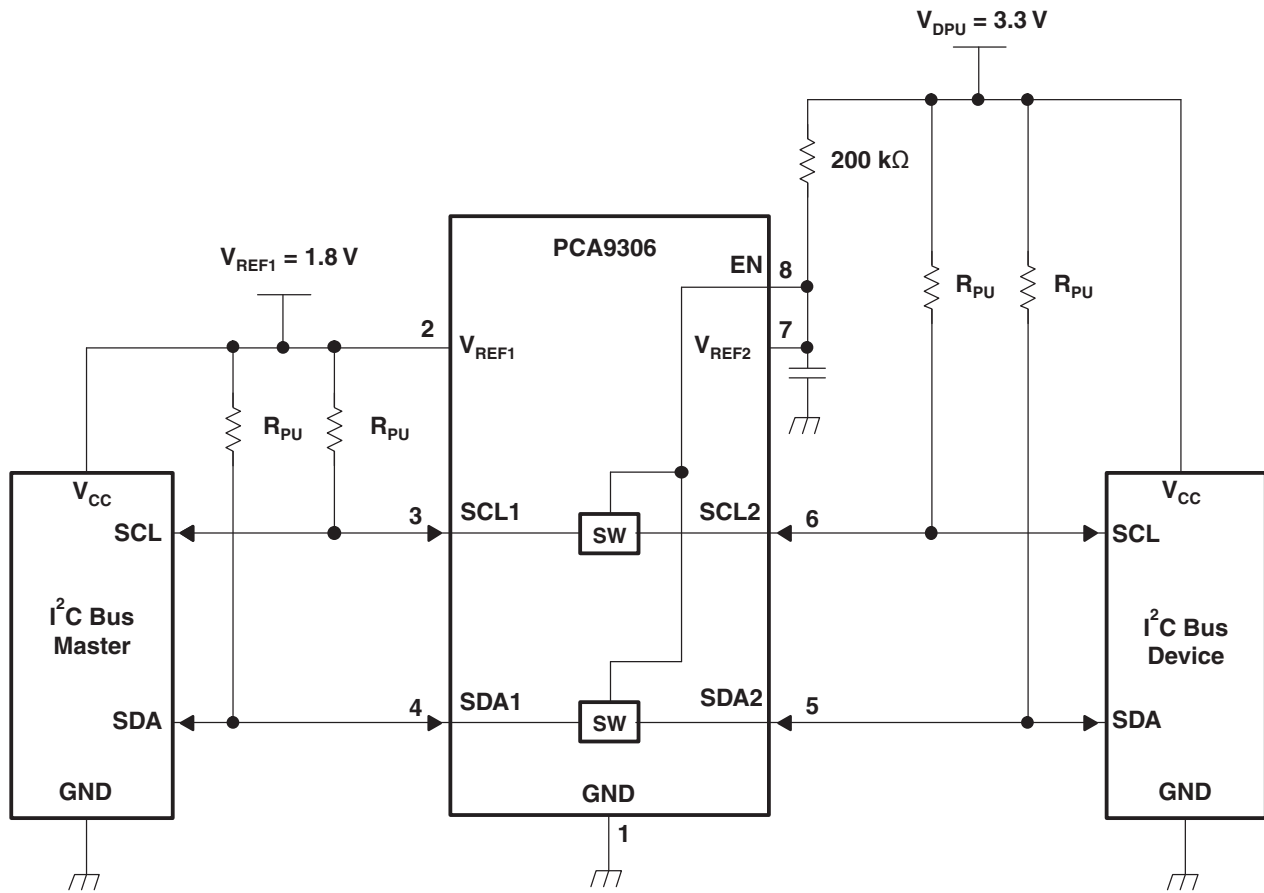 V_DPU = 3.3 V
200 kΩ
PCA9306
V_REF1 = 1.8 V
EN
8
R_PU
R_PU
2
7
V_REF1
V_REF2
R_PU
R_PU
V_CC
V_CC
SCL
3
SCL1
SW
SCL2
6
SCL
I²C Bus
Master
I²C Bus
Device
SDA
4
SDA1
SW
SDA2
5
SDA
GND
GND
GND
1